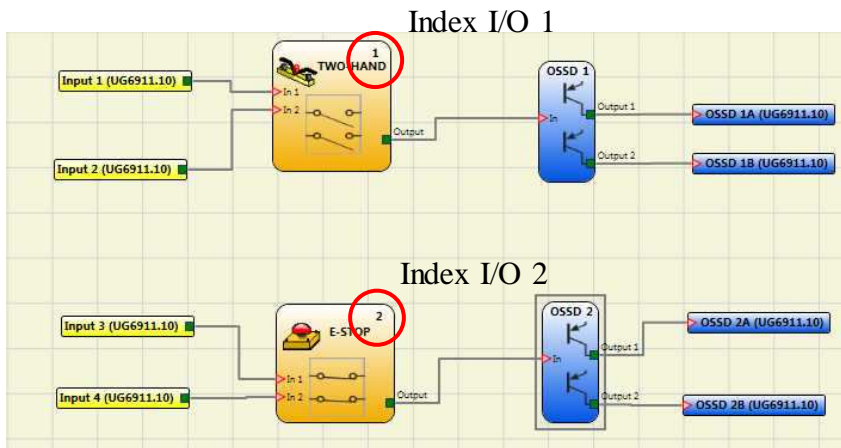 Index I/O 1
1
TWO-HAND
Input 1 (UG6911.10)
In 1
In 2
Output
Input 2 (UG6911.10)
OSSD 1
In
Output 1
Output 2
OSSD 1A (UG6911.10)
OSSD 1B (UG6911.10)
Index I/O 2
2
E-STOP
Input 3 (UG6911.10)
In 1
In 2
Output
Input 4 (UG6911.10)
OSSD 2
In
Output 1
Output 2
OSSD 2A (UG6911.10)
OSSD 2B (UG6911.10)